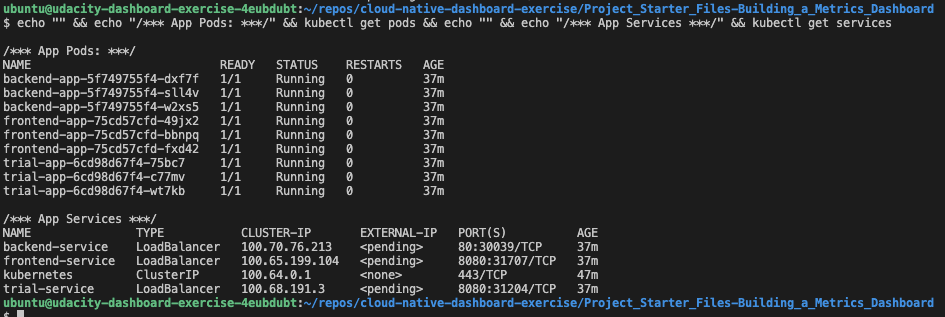 ubuntu@udacity-dashboard-exercise-4eubdubt:~/repos/cloud-native-dashboard-exercise/Project_Starter_Files-Building_a_Metrics_Dashboard
$ echo "" && echo "/*** App Pods: ***/" && kubectl get pods && echo "" && echo "/*** App Services ***/" && kubectl get services
/*** App Pods: ***/
NAME READY STATUS RESTARTS AGE
backend-app-5f749755f4-dxf7f 1/1 Running 0 37m
backend-app-5f749755f4-sll4v 1/1 Running 0 37m
backend-app-5f749755f4-w2xs5 1/1 Running 0 37m
frontend-app-75cd57cfd-49jx2 1/1 Running 0 37m
frontend-app-75cd57cfd-bbnpq 1/1 Running 0 37m
frontend-app-75cd57cfd-fxd42 1/1 Running 0 37m
trial-app-6cd98d67f4-75bc7 1/1 Running 0 37m
trial-app-6cd98d67f4-c77mv 1/1 Running 0 37m
trial-app-6cd98d67f4-wt7kb 1/1 Running 0 37m
/*** App Services ***/
NAME TYPE CLUSTER-IP EXTERNAL-IP PORT(S) AGE
backend-service LoadBalancer 100.70.76.213 <pending> 80:30039/TCP 37m
frontend-service LoadBalancer 100.65.199.104 <pending> 8080:31707/TCP 37m
kubernetes ClusterIP 100.64.0.1 <none> 443/TCP 47m
trial-service LoadBalancer 100.68.191.3 <pending> 8080:31204/TCP 37m
ubuntu@udacity-dashboard-exercise-4eubdubt:~/repos/cloud-native-dashboard-exercise/Project_Starter_Files-Building_a_Metrics_Dashboard
$